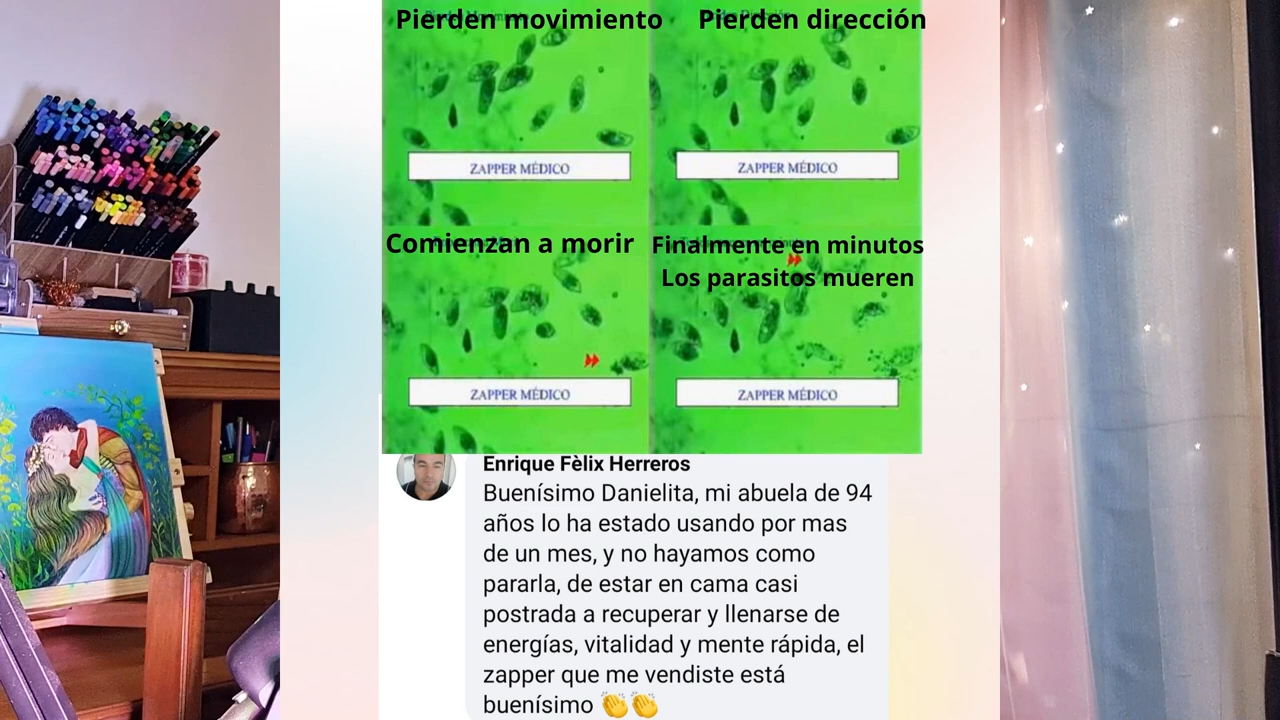 Pierden movimiento
Pierden dirección
ZAPPER MÉDICO
ZAPPER MÉDICO
Comienzan a morir
Finalmente en minutos
Los parasitos mueren
ZAPPER MÉDICO
ZAPPER MÉDICO
Enrique Fèlix Herreros
Buenísimo Danielita, mi abuela de 94
años lo ha estado usando por mas
de un mes, y no hayamos como
pararla, de estar en cama casi
postrada a recuperar y llenarse de
energías, vitalidad y mente rápida, el
zapper que me vendiste está
buenísimo 👏👏